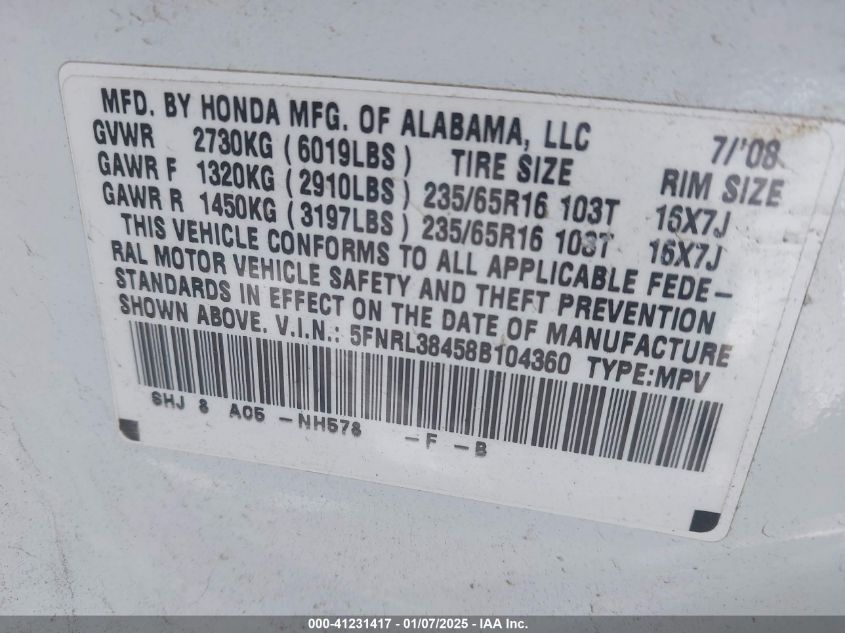 MFD. BY HONDA MFG. OF ALABAMA, LLC 7/'08
GVWR 2730KG (6019LBS) TIRE SIZE RIM SIZE
GAWR F 1320KG (2910LBS) 235/65R16 103T 16X7J
GAWR R 1450KG (3197LBS) 235/65R16 103T 16X7J
THIS VEHICLE CONFORMS TO ALL APPLICABLE FEDE-
RAL MOTOR VEHICLE SAFETY AND THEFT PREVENTION
STANDARDS IN EFFECT ON THE DATE OF MANUFACTURE
SHOWN ABOVE. V.I.N.: 5FNRL38458B104360 TYPE:MPV
SHJ 8 A05 -NH578 -F -B
000-41231417 - 01/07/2025 - IAA Inc.